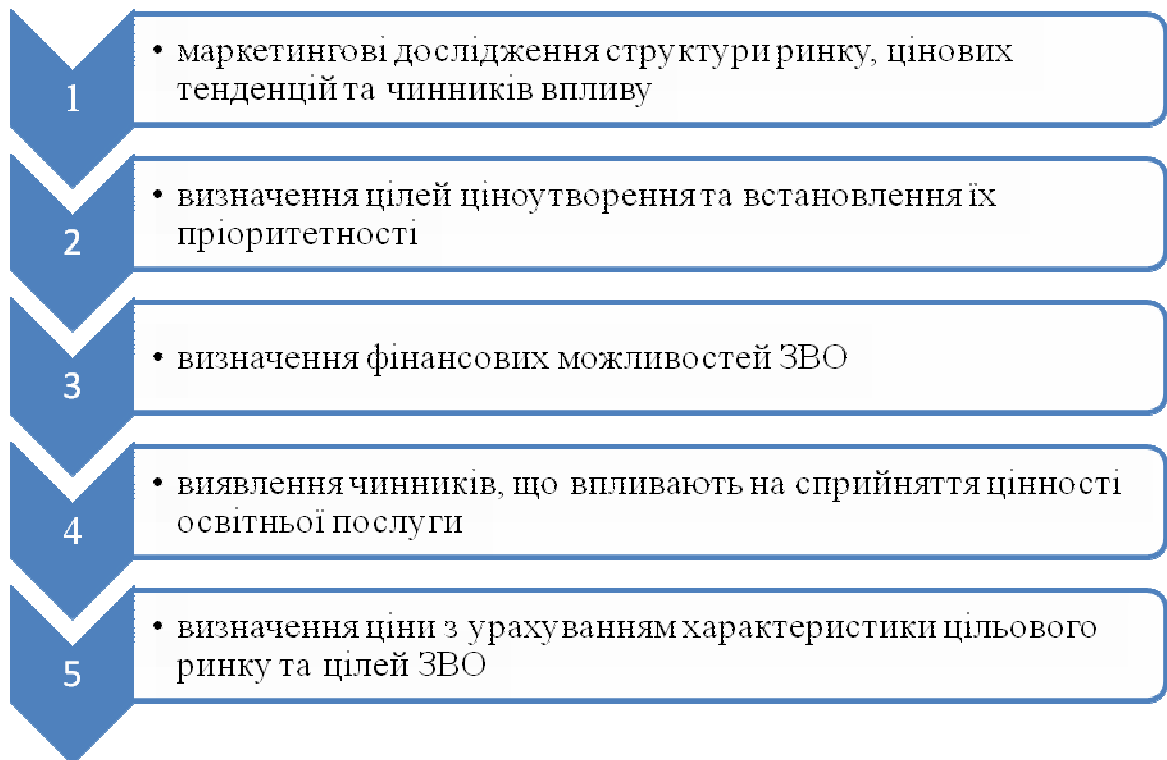 1
• маркетингові дослідження структури ринку, цінових
тенденцій та чинників впливу
2
• визначення цілей ціноутворення та встановлення їх
пріоритетності
3
• визначення фінансових можливостей ЗВО
4
• виявлення чинників, що впливають на сприйняття цінності
освітньої послуги
5
• визначення ціни з урахуванням характеристики цільового
ринку та цілей ЗВО